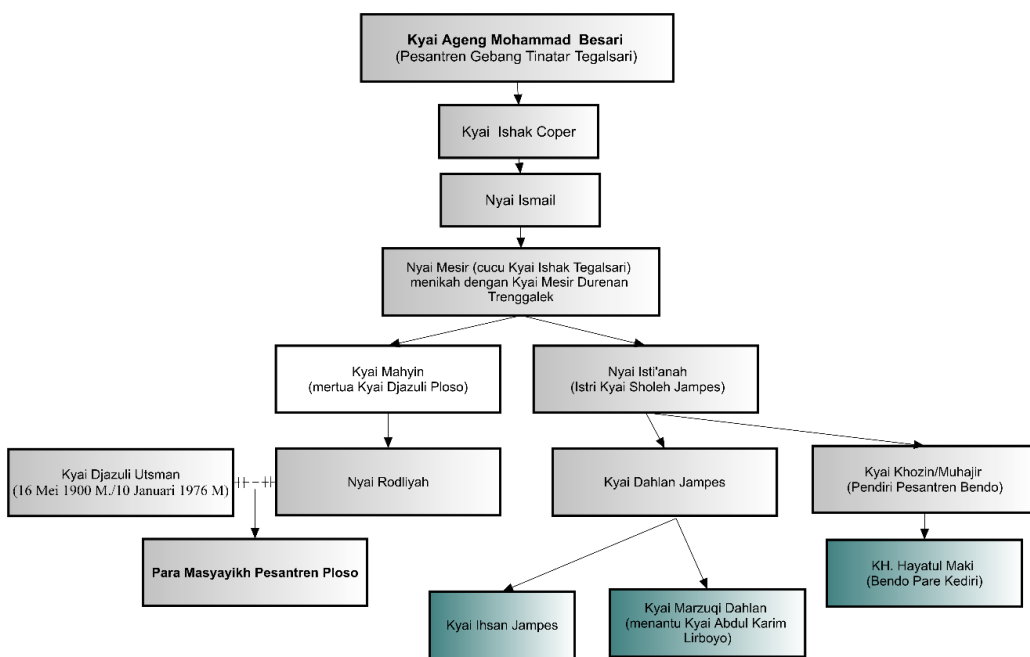 Kyai Ageng Mohammad Besari
(Pesantren Gebang Tinatar Tegalsari)
Kyai Ishak Coper
Nyai Ismail
Nyai Mesir (cucu Kyai Ishak Tegalsari)
menikah dengan Kyai Mesir Durenan
Trenggalek
Kyai Mahyin
(mertua Kyai Djazuli Ploso)
Nyai Isti'anah
(Istri Kyai Sholeh Jampes)
Kyai Djazuli Utsman
(16 Mei 1900 M./10 Januari 1976 M)
Nyai Rodliyah
Kyai Dahlan Jampes
Kyai Khozin/Muhajir
(Pendiri Pesantren Bendo)
Para Masyayikh Pesantren Ploso
KH. Hayatul Maki
(Bendo Pare Kediri)
Kyai Ihsan Jampes
Kyai Marzuqi Dahlan
(menantu Kyai Abdul Karim
Lirboyo)